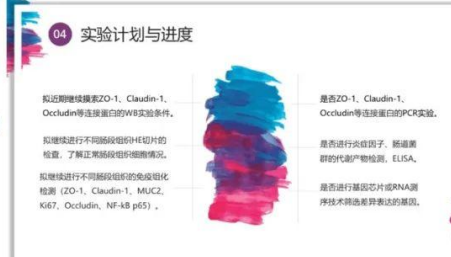 04 实验计划与进度
拟近期继续摸索ZO-1、Claudin-1、
Occludin等连接蛋白的WB实验条件。
拟继续进行不同肠段组织HE切片的
检查，了解正常肠段组织细胞情况。
拟继续进行不同肠段组织的免疫组化
检测（ZO-1、Claudin-1、MUC2、
Ki67、Occludin、NF-kB p65）。
是否ZO-1、Claudin-1、
Occludin等连接蛋白的PCR实验。
是否进行炎症因子、肠道菌
群的代谢产物检测，ELISA。
是否进行基因芯片或RNA测
序技术筛选差异表达的基因。